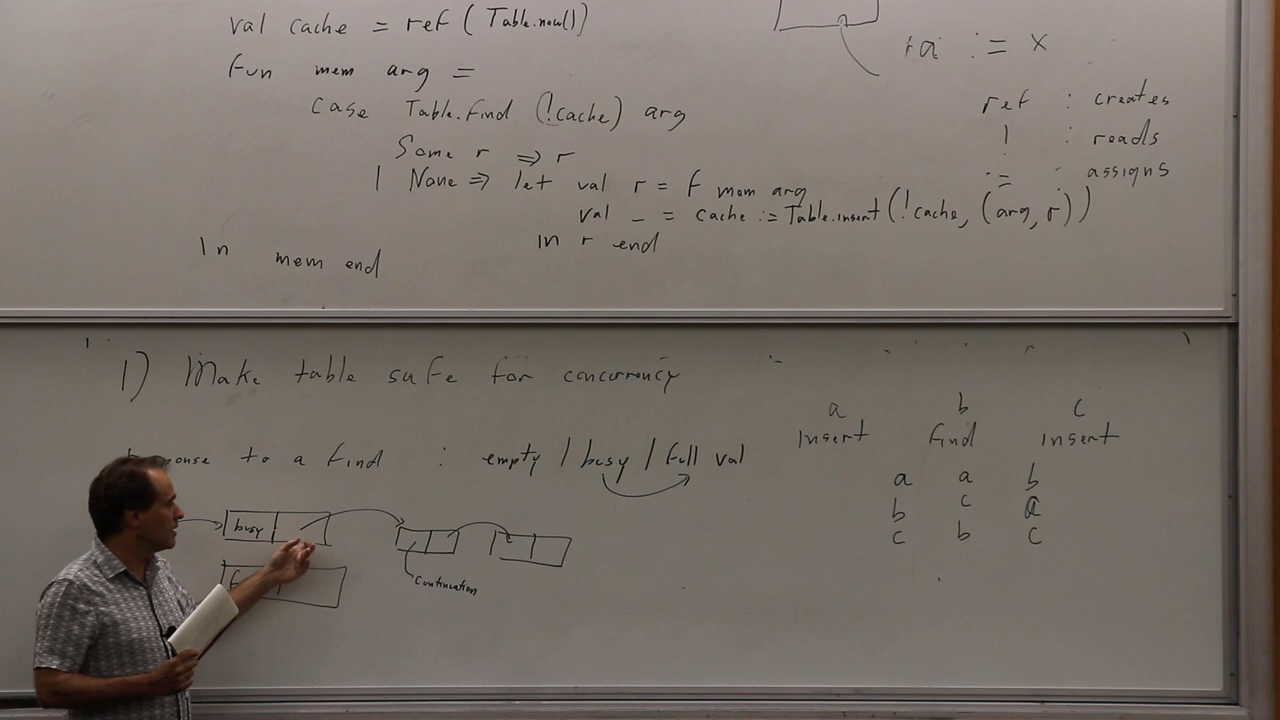 val cache = ref ( Table.new())
fun mem arg =
case Table.find (!cache) arg
Some r ⇒ r
| None ⇒ let val r = f mem arg
val _ = cache := Table.insert (!cache, (arg, r))
in r end
In mem end
a := x
ref : creates
! : reads
:= : assigns
1) Make table safe for concurrency
to a find : empty / busy / full val
busy
continuation
a b c
Insert find insert
a a b
b c a
c b c